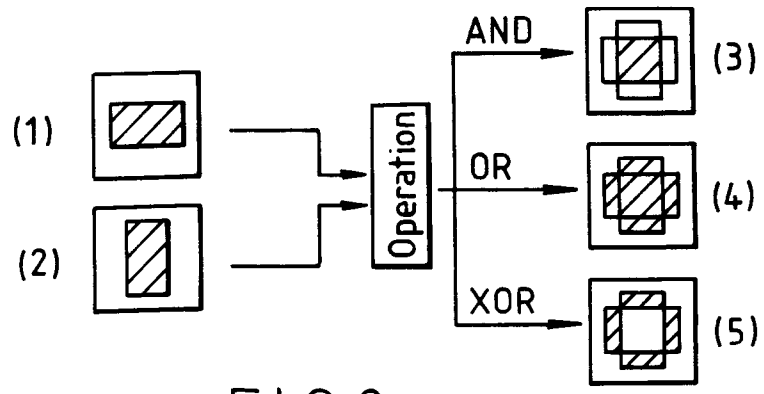 (1)
(2)
Operation
AND
OR
XOR
(3)
(4)
(5)